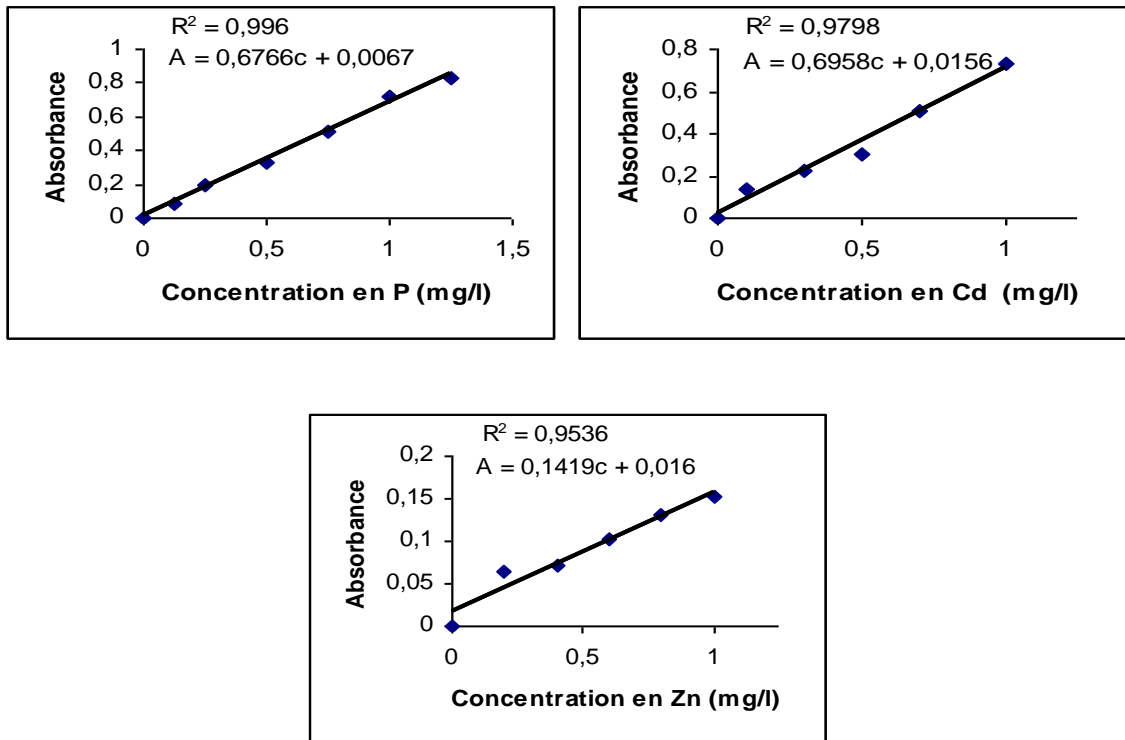 R² = 0,996
A = 0,6766c + 0,0067
1
0,8
0,6
0,4
0,2
0
Absorbance
0 0,5 1 1,5
Concentration en P (mg/l)
R² = 0,9798
A = 0,6958c + 0,0156
0,8
0,6
0,4
0,2
0
Absorbance
0 0,5 1
Concentration en Cd (mg/l)
R² = 0,9536
A = 0,1419c + 0,016
0,2
0,15
0,1
0,05
0
Absorbance
0 0,5 1
Concentration en Zn (mg/l)